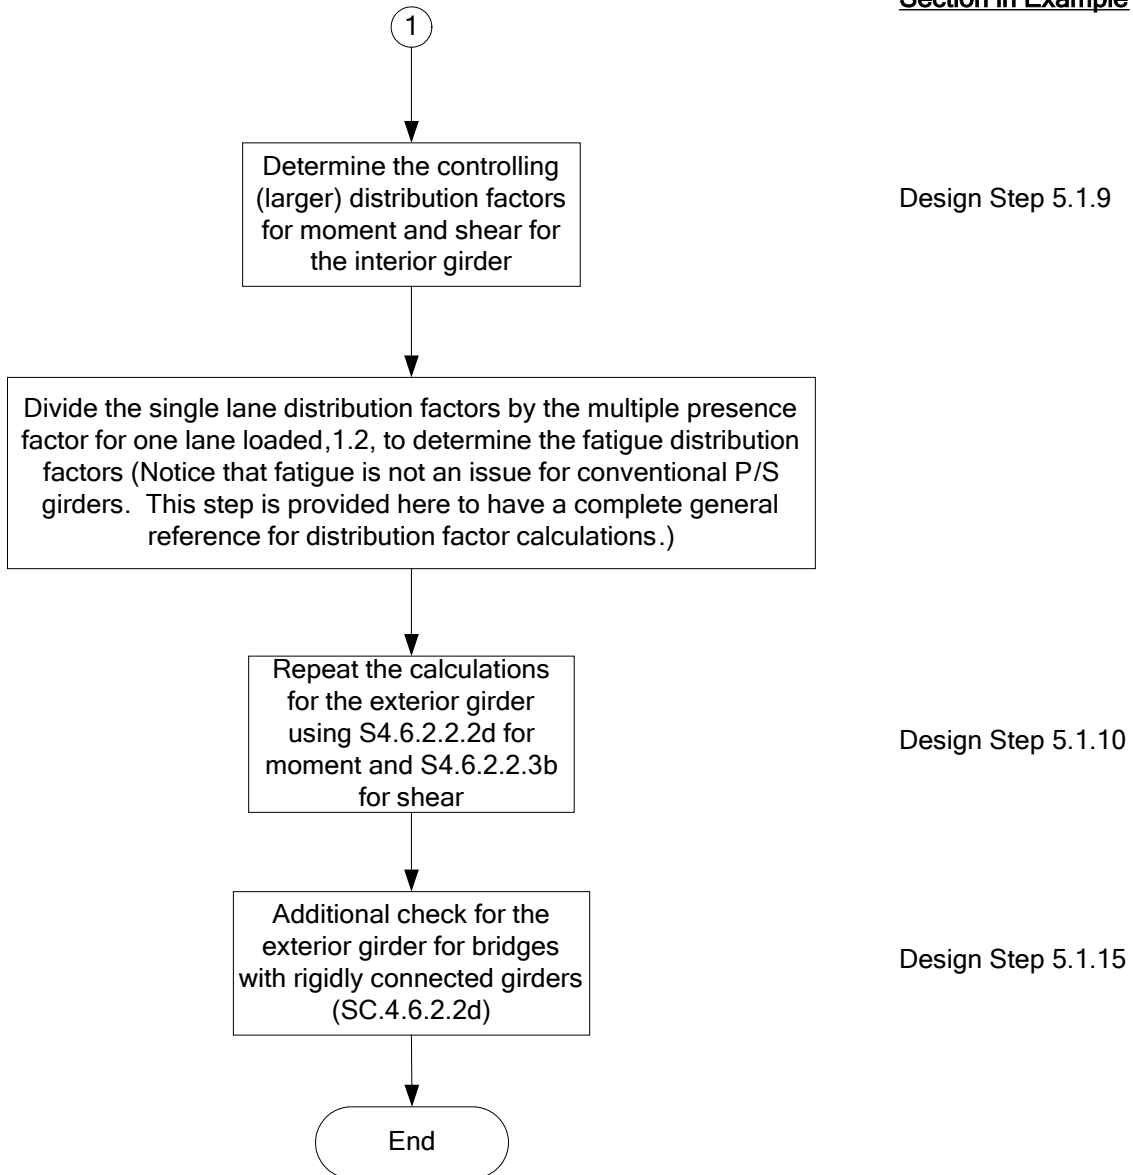 Section in Example
1
Determine the controlling
(larger) distribution factors
for moment and shear for
the interior girder
Design Step 5.1.9
Divide the single lane distribution factors by the multiple presence
factor for one lane loaded,1.2, to determine the fatigue distribution
factors (Notice that fatigue is not an issue for conventional P/S
girders. This step is provided here to have a complete general
reference for distribution factor calculations.)
Repeat the calculations
for the exterior girder
using S4.6.2.2.2d for
moment and S4.6.2.2.3b
for shear
Design Step 5.1.10
Additional check for the
exterior girder for bridges
with rigidly connected girders
(SC.4.6.2.2d)
Design Step 5.1.15
End